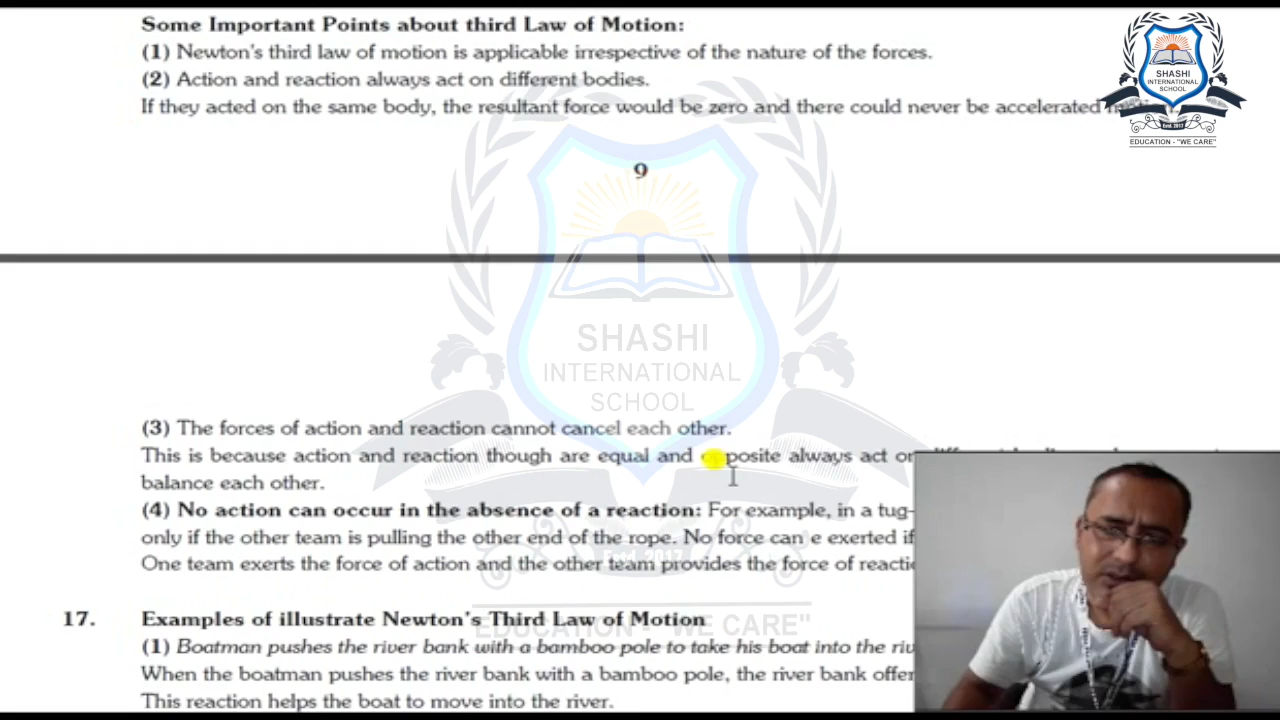 Some Important Points about third Law of Motion:
(1) Newton's third law of motion is applicable irrespective of the nature of the forces.
(2) Action and reaction always act on different bodies.
If they acted on the same body, the resultant force would be zero and there could never be accelerated
SHASHI
INTERNATIONAL
SCHOOL
Estd. 2017
EDUCATION - "WE CARE"
9
SHASHI
INTERNATIONAL
SCHOOL
(3) The forces of action and reaction cannot cancel each other.
This is because action and reaction though are equal and opposite always act
balance each other.
(4) No action can occur in the absence of a reaction: For example, in a tug-
only if the other team is pulling the other end of the rope. No force can e exerted if
Estd. 2017
One team exerts the force of action and the other team provides the force of
17. Examples of illustrate Newton's Third Law of Motion
EDUCATION - "WE CARE"
(1) Boatman pushes the river bank with a bamboo pole to take his boat into the
When the boatman pushes the river bank with a bamboo pole, the river bank
This reaction helps the boat to move into the river.